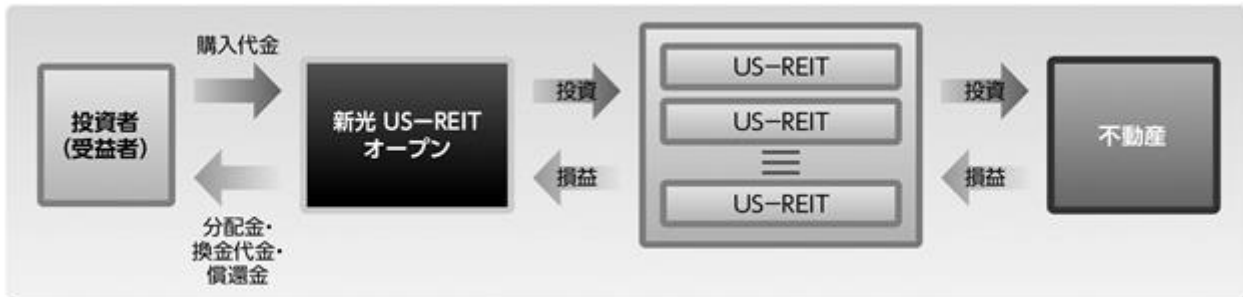 購入代金
投資者
（受益者）
分配金・
換金代金・
償還金
新光 US−REIT
オープン
投資
損益
US−REIT
US−REIT
US−REIT
投資
損益
不動産